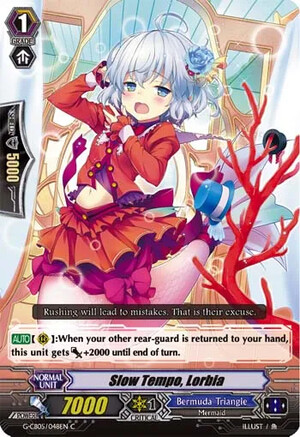 1
GRADE
5000
Rushing will lead to mistakes. That is their excuse.
AUTO [ ]:When your other rear-guard is returned to your hand,
this unit gets +2000 until end of turn.
NORMAL
UNIT
Slow Tempo, Lorbia
POWER 7000 1
CRITICAL
Bermuda Triangle
Mermaid
G-CB05/048EN C
ILLUST / 魚